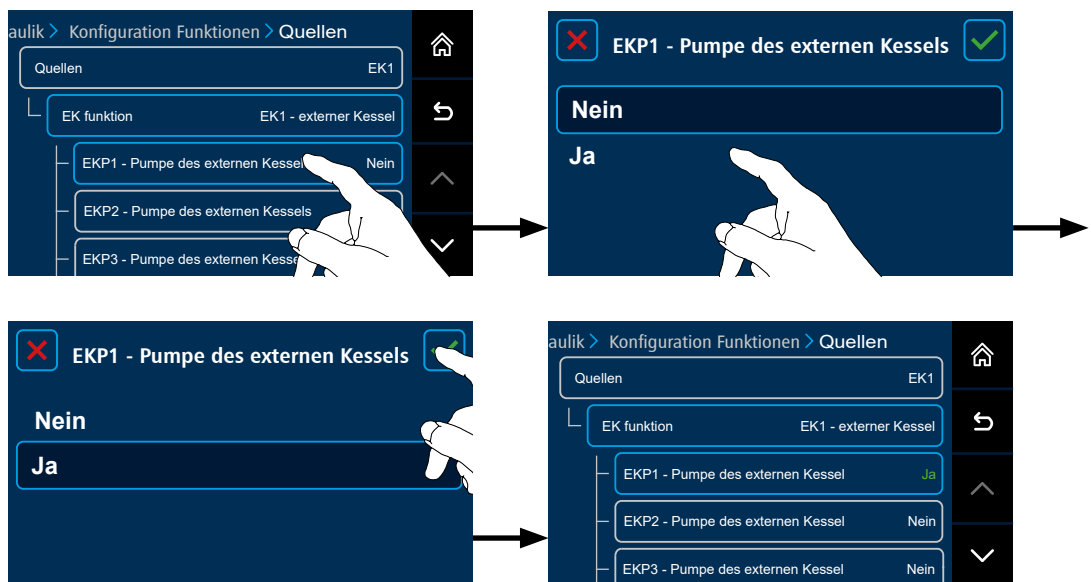 aulik > Konfiguration Funktionen > Quellen
Quellen EK1
EK funktion EK1 - externer Kessel
EKP1 - Pumpe des externen Kessel Nein
EKP2 - Pumpe des externen Kessels
EKP3 - Pumpe des externen Kesse
EKP1 - Pumpe des externen Kessels
Nein
Ja
EKP1 - Pumpe des externen Kessels
Nein
Ja
aulik > Konfiguration Funktionen > Quellen
Quellen EK1
EK funktion EK1 - externer Kessel
EKP1 - Pumpe des externen Kessel Ja
EKP2 - Pumpe des externen Kessel Nein
EKP3 - Pumpe des externen Kessel Nein